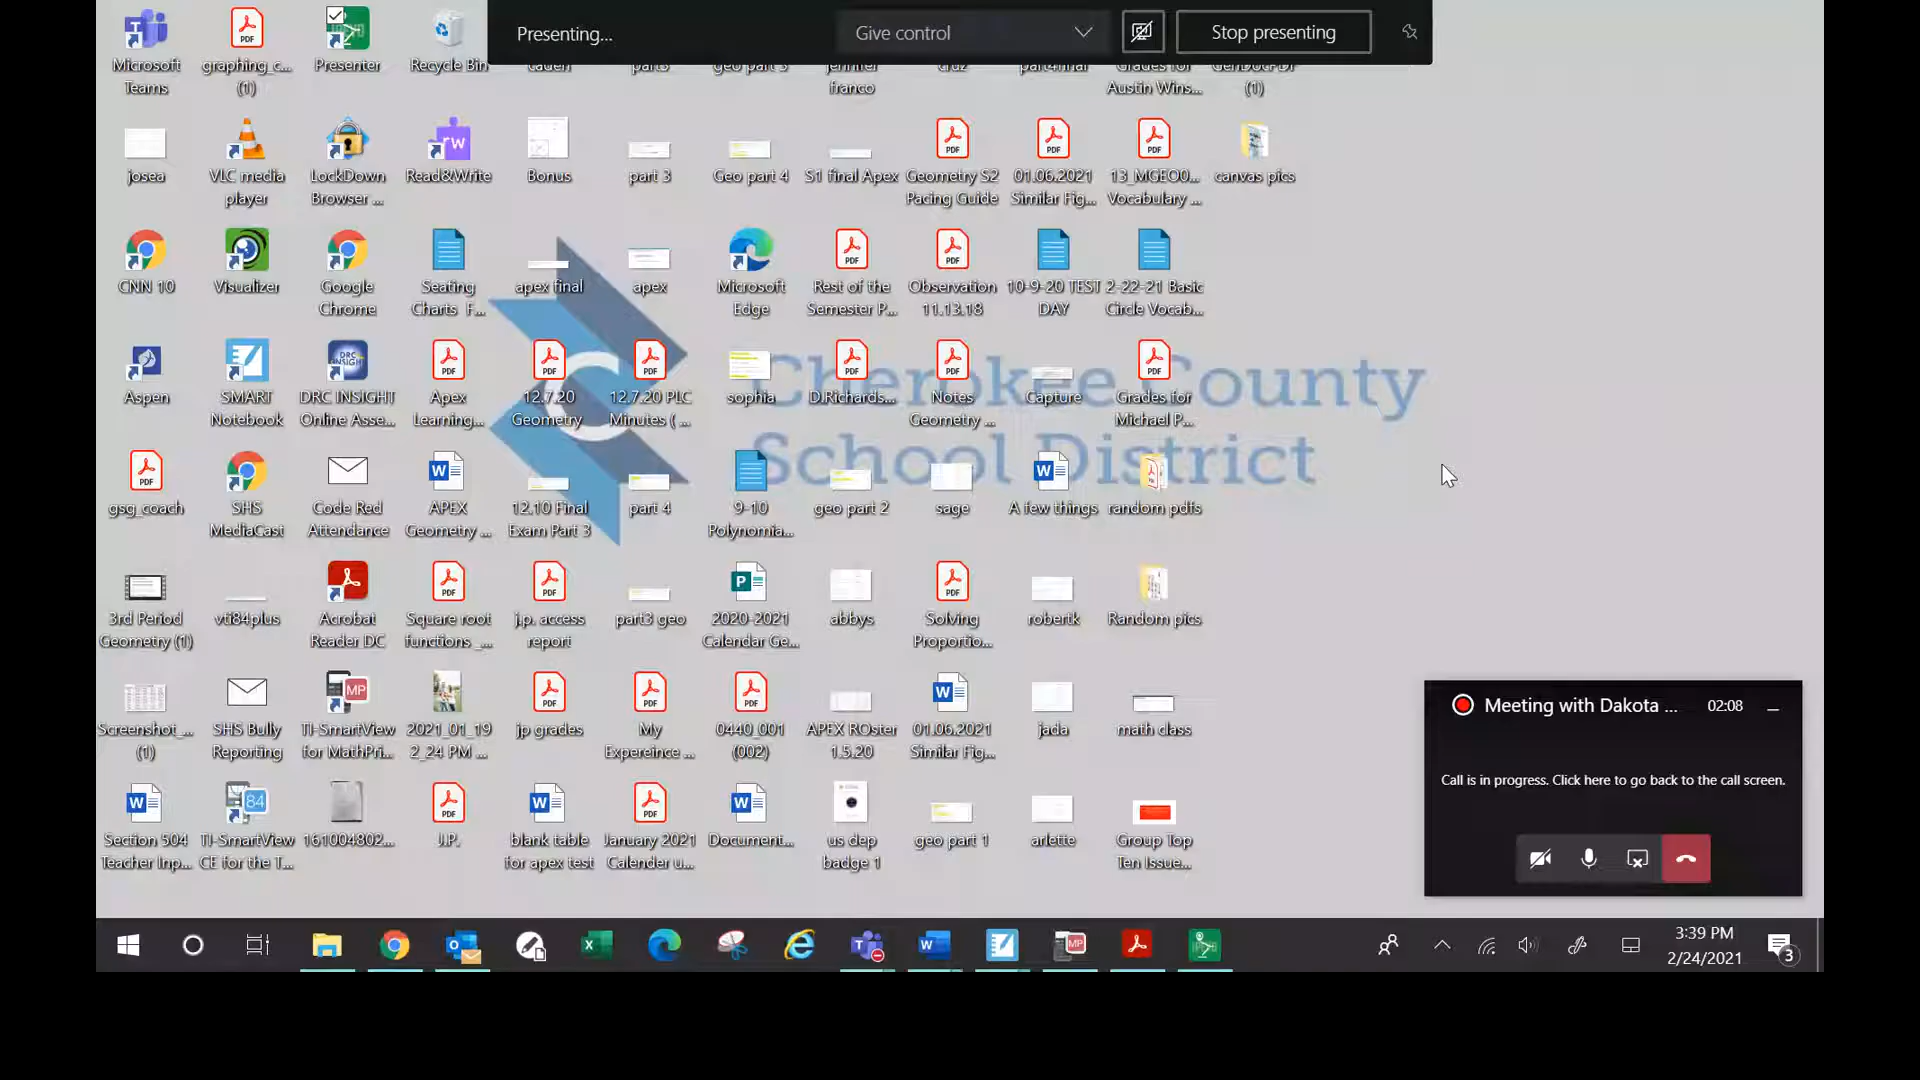 Presenting...
Give control
Stop presenting
Microsoft
Teams
graphing_c...
(1)
Presenter
Recycle Bin
caden
part5
jennifer
franco
cruz
part4final
Grades for
Austin Wins...
GenDocPDF
(1)
josea
VLC media
player
LockDown
Browser ...
Read&Write
Bonus
part 3
Geo part 4
S1 final Apex
Geometry S2
Pacing Guide
01.06.2021
Similar Fig...
13_MGEO0...
Vocabulary ...
canvas pics
CNN 10
Visualizer
Google
Chrome
Seating
Charts F...
apex final
apex
Microsoft
Edge
Rest of the
Semester P...
Observation
11.13.18
10-9-20 TEST
DAY
2-22-21 Basic
Circle Vocab...
Cherokee County
School District
Aspen
SMART
Notebook
DRC INSIGHT
Online Asse...
Apex
Learning...
12.7.20
Geometry
12.7.20 PLC
Minutes ( ...
sophia
D.Richards...
Notes
Geometry ...
Capture
Grades for
Michael P...
gsg_coach
SHS
MediaCast
Code Red
Attendance
APEX
Geometry ...
12.10 Final
Exam Part 3
part 4
9-10
Polynomia...
geo part 2
sage
A few things
random pdfs
3rd Period
Geometry (1)
vti84plus
Acrobat
Reader DC
Square root
functions _...
j.p. access
report
part3 geo
2020-2021
Calendar Ge...
abbys
Solving
Proportio...
robertk
Random pics
Screenshot_...
(1)
SHS Bully
Reporting
TI-SmartView
for MathPri...
2021_01_19
2_24 PM ...
jp grades
My
Expereince ...
0440_001
(002)
APEX ROster
1.5.20
01.06.2021
Similar Fig...
jada
math class
Section 504
Teacher Inp...
TI-SmartView
CE for the T...
161004802...
J.P.
blank table
for apex test
January 2021
Calender u...
Document...
us dep
badge 1
geo part 1
arlette
Group Top
Ten Issue...
Meeting with Dakota ...
02:08
Call is in progress. Click here to go back to the call screen.
3:39 PM
2/24/2021
3